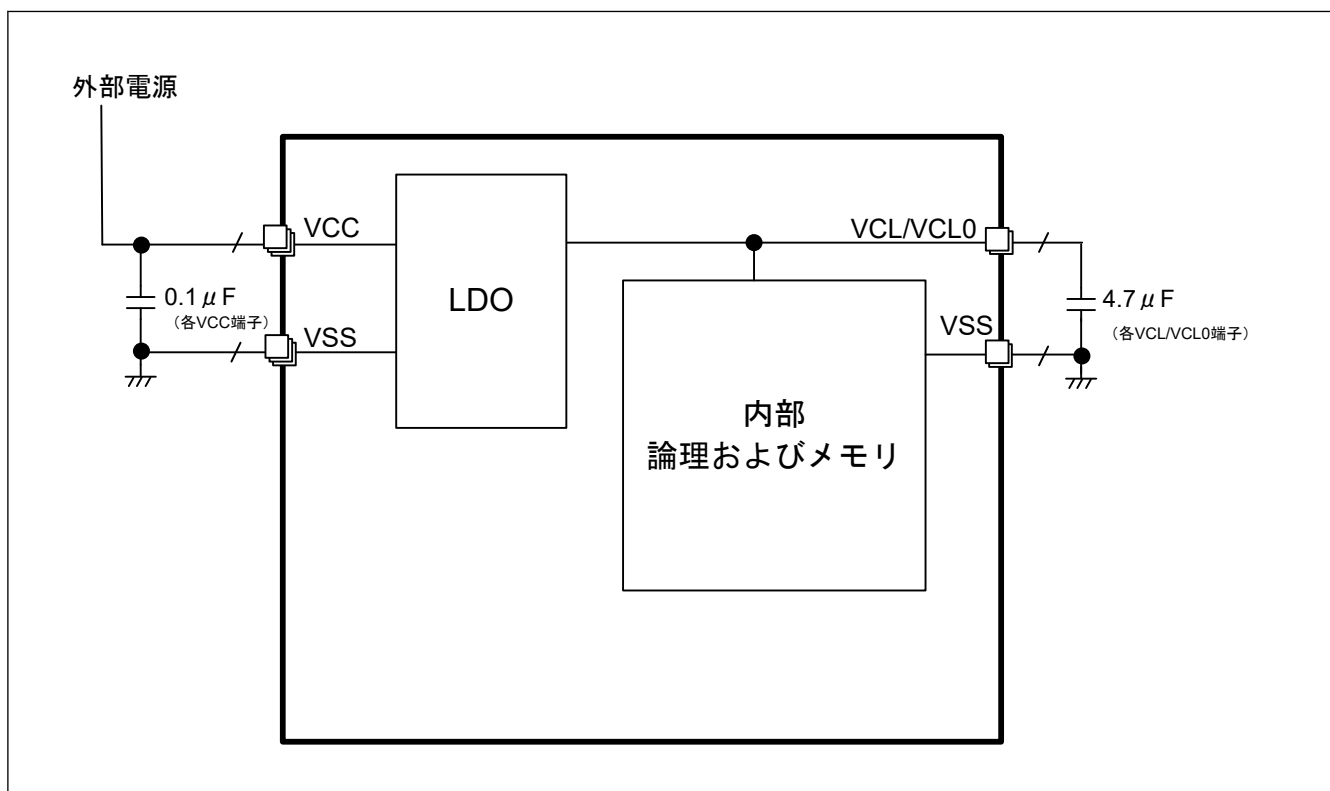 外部電源
VCC
VCL/VCL0
LDO
0.1μF
(各VCC端子)
VSS
VSS
4.7μF
(各VCL/VCL0端子)
内部
論理およびメモリ